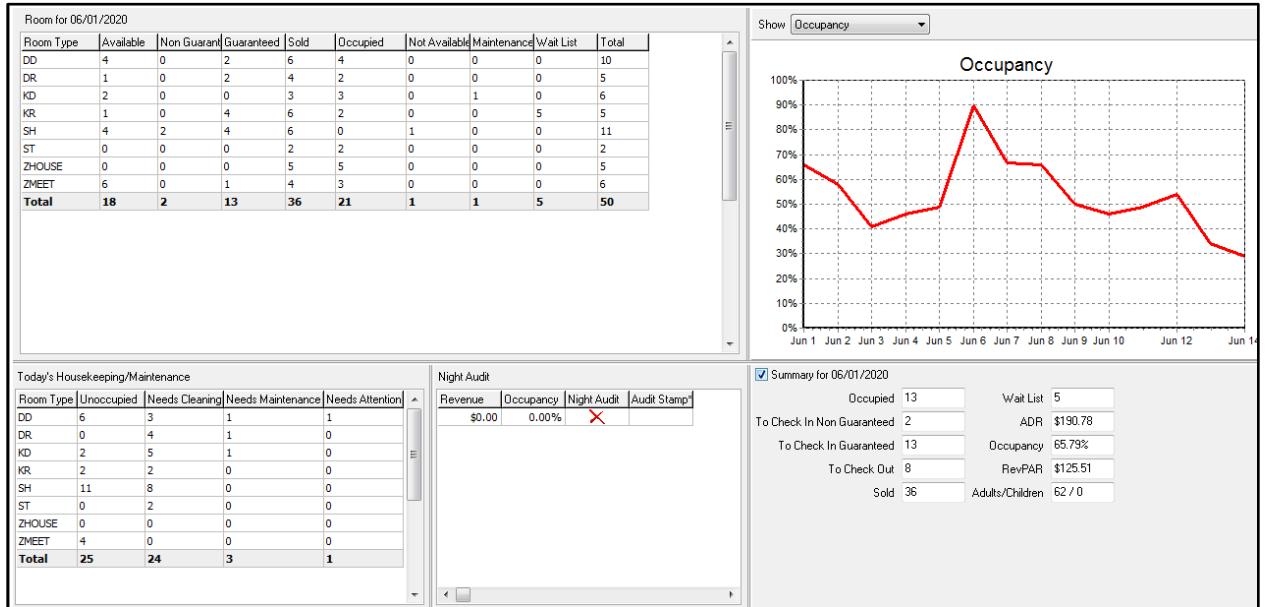 Room for 06/01/2020
Room Type Available Non Guarant Guaranteed Sold Occupied Not Available Maintenance Wait List Total
DD 4 0 2 6 4 0 0 0 10
DR 1 0 2 4 2 0 0 0 5
KD 2 0 0 3 3 0 1 0 6
KR 1 0 4 6 2 0 0 5 5
SH 4 2 4 6 0 1 0 0 11
ST 0 0 0 2 2 0 0 0 2
ZHOUSE 0 0 0 5 5 0 0 0 5
ZMEET 6 0 1 4 3 0 0 0 6
Total 18 2 13 36 21 1 1 5 50
Show Occupancy
Occupancy
100%
90%
80%
70%
60%
50%
40%
30%
20%
10%
0%
Jun 1 Jun 2 Jun 3 Jun 4 Jun 5 Jun 6 Jun 7 Jun 8 Jun 9 Jun 10 Jun 12 Jun 14
Today's Housekeeping/Maintenance
Room Type Unoccupied Needs Cleaning Needs Maintenance Needs Attention
DD 6 3 1 1
DR 0 4 1 0
KD 2 5 1 0
KR 2 2 0 0
SH 11 8 0 0
ST 0 2 0 0
ZHOUSE 0 0 0 0
ZMEET 4 0 0 0
Total 25 24 3 1
Night Audit
Revenue Occupancy Night Audit Audit Stamp*
$0.00 0.00%
Summary for 06/01/2020
Occupied 13 Wait List 5
To Check In Non Guaranteed 2 ADR $190.78
To Check In Guaranteed 13 Occupancy 65.79%
To Check Out 8 RevPAR $125.51
Sold 36 Adults/Children 62 / 0